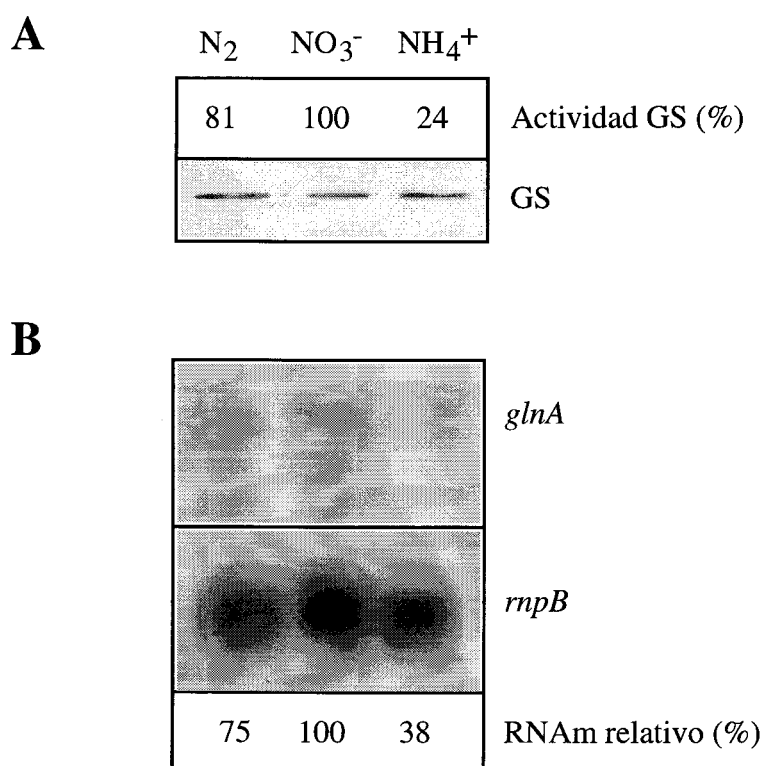 A
N2 NO3- NH4+
81 100 24 Actividad GS (%)
GS
B
glnA
rnpB
75 100 38 RNAm relativo (%)